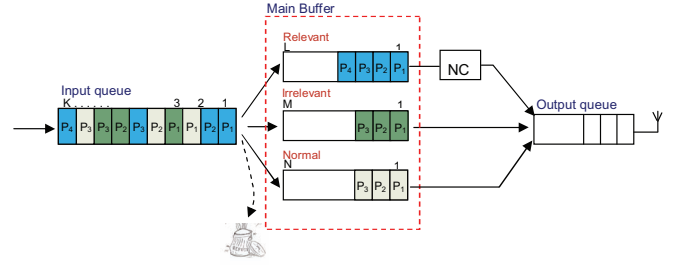 Main Buffer
Relevant
L 1
P4 P3 P2 P1
NC
Input queue
K...... 3 2 1
P4 P3 P3 P2 P3 P2 P1 P1 P2 P1
Irrelevant
M 1
P3 P2 P1
Output queue
Normal
N 1
P3 P2 P1